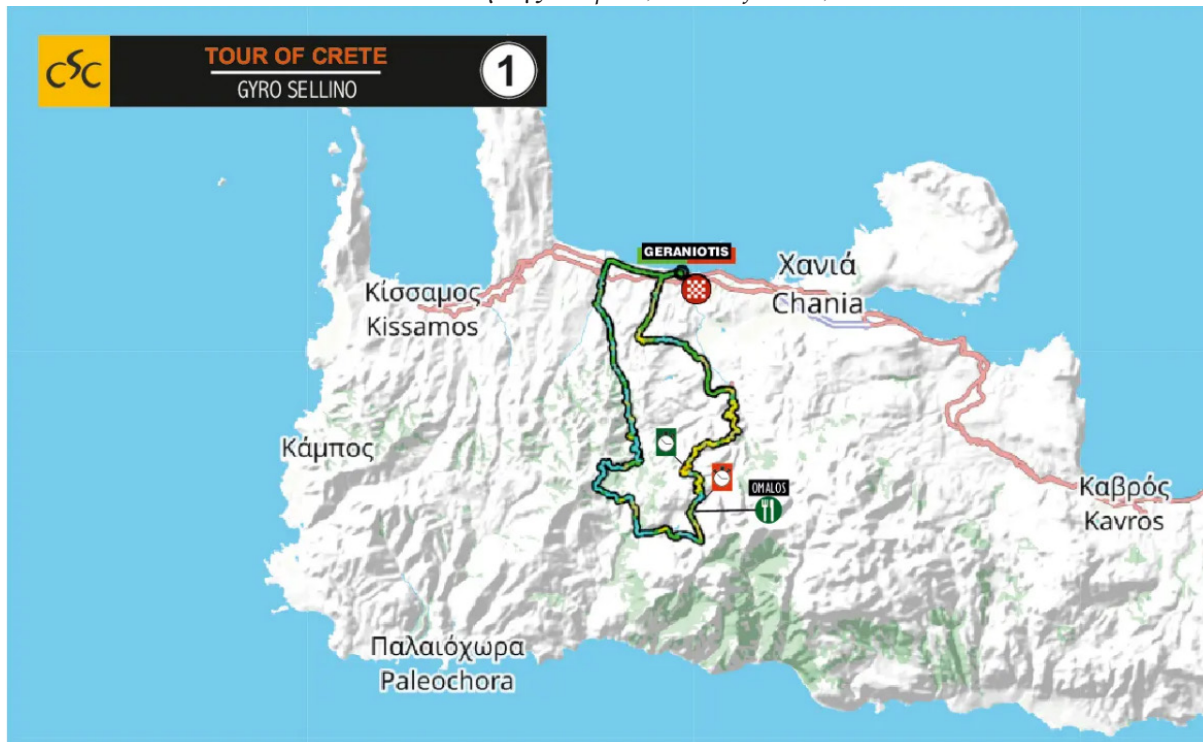 CSC
TOUR OF CRETE
GYRO SELLINO
1
GERANIOTIS
Χανιά
Chania
Κίσσαμος
Kissamos
Κάμπος
OMALOS
Καβρός
Kavros
Παλαιόχωρα
Paleochora